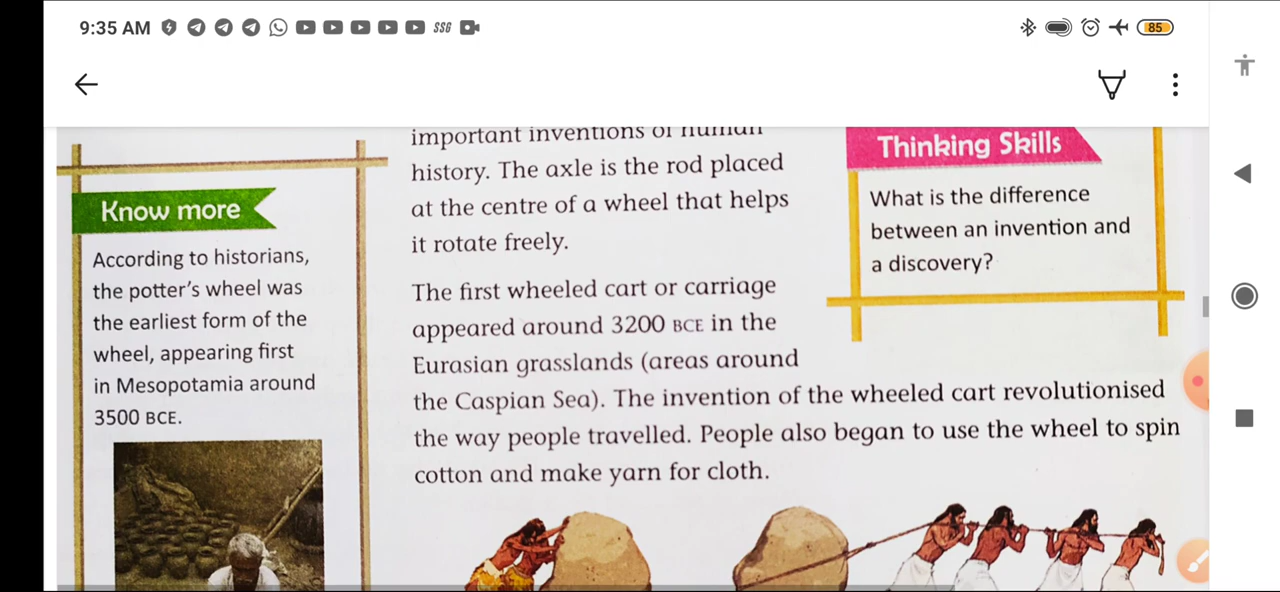 9:35 AM
SSG
85
important inventions of human
history. The axle is the rod placed
at the centre of a wheel that helps
it rotate freely.
The first wheeled cart or carriage
appeared around 3200 BCE in the
Eurasian grasslands (areas around
the Caspian Sea). The invention of the wheeled cart revolutionised
the way people travelled. People also began to use the wheel to spin
cotton and make yarn for cloth.
Know more
According to historians,
the potter's wheel was
the earliest form of the
wheel, appearing first
in Mesopotamia around
3500 BCE.
Thinking Skills
What is the difference
between an invention and
a discovery?